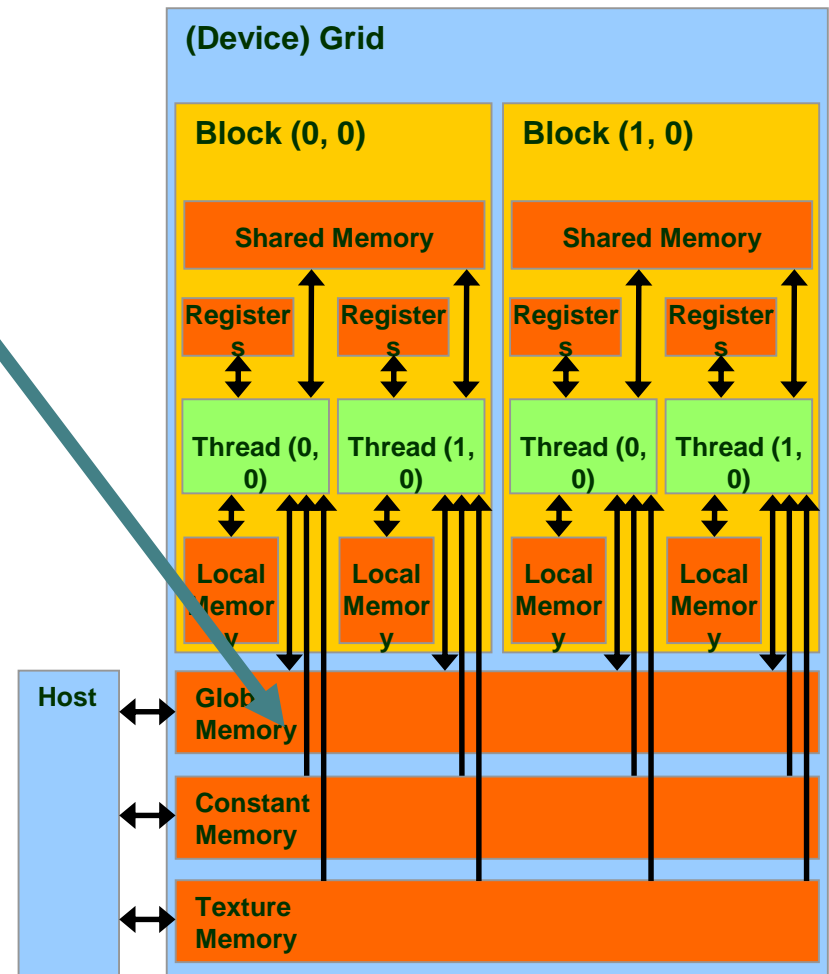 (Device) Grid
Block (0, 0)
Shared Memory
Register
s
Register
s
Thread (0,
0)
Thread (1,
0)
Local
Memor
y
Local
Memor
y
Block (1, 0)
Shared Memory
Register
s
Register
s
Thread (0,
0)
Thread (1,
0)
Local
Memor
y
Local
Memor
y
Host
Glob
Memory
Constant
Memory
Texture
Memory